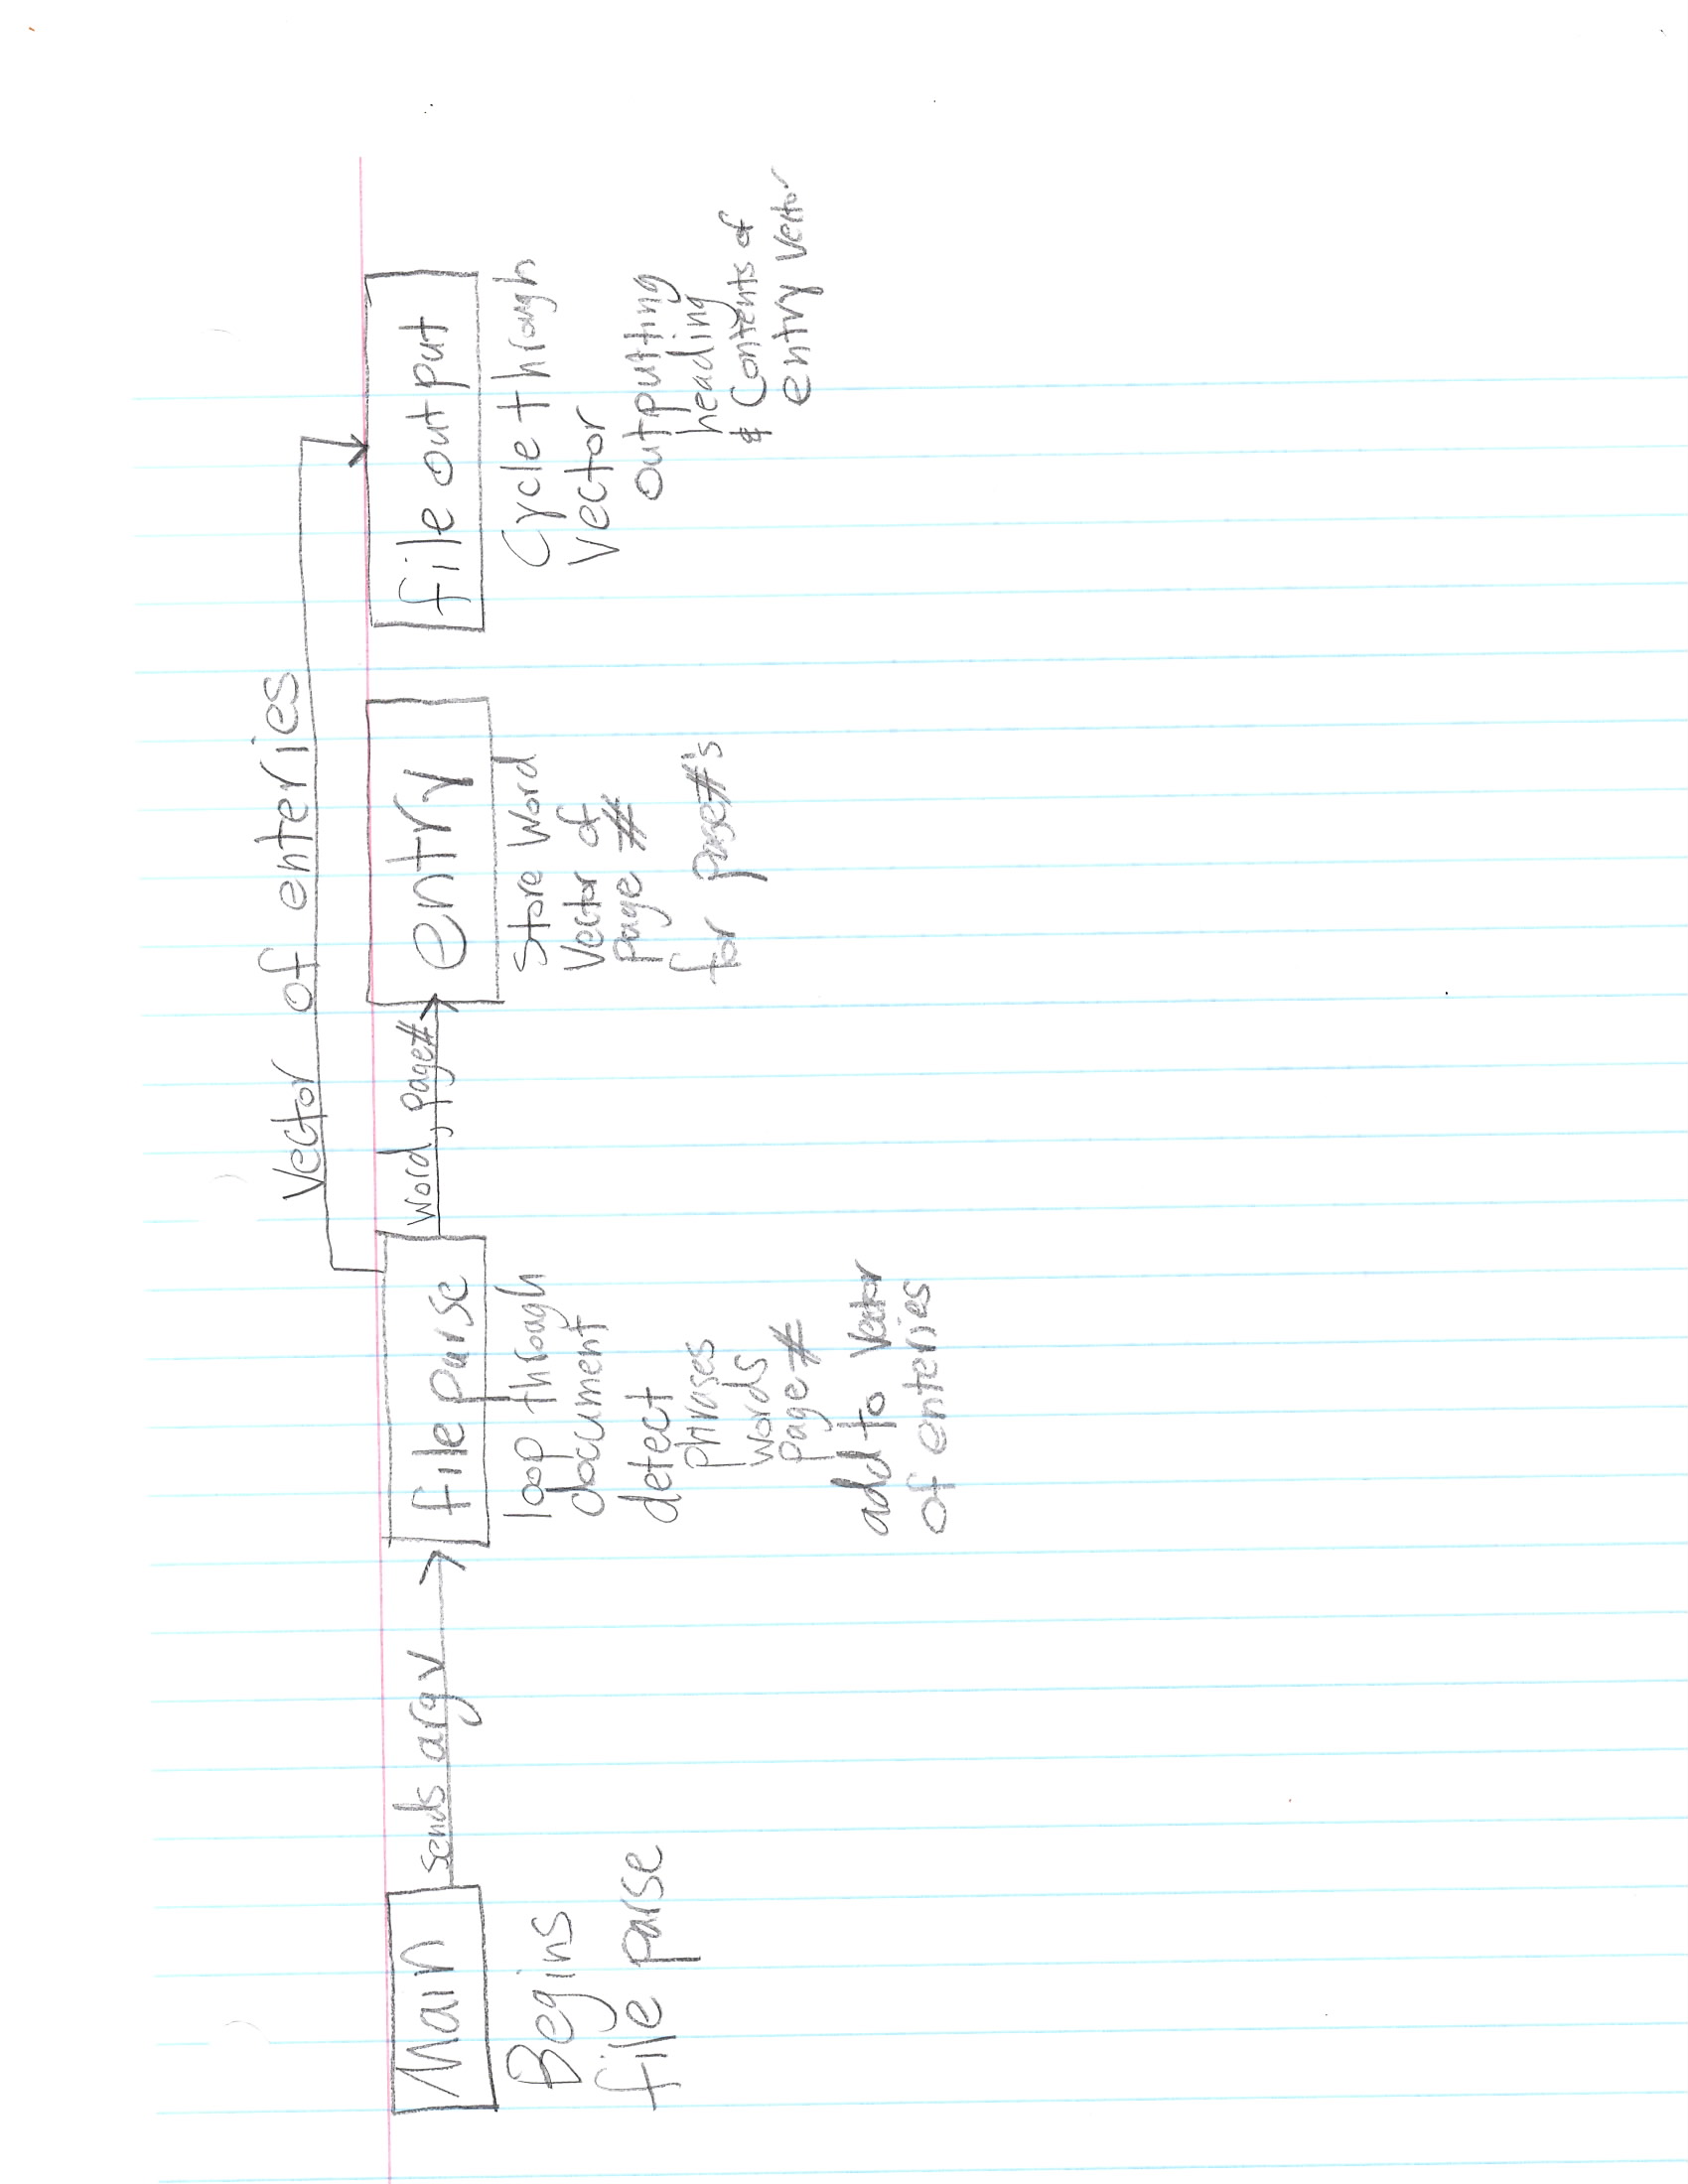 Vector of enteries
Main
sends argv
file parse
word, page#
entry
file output
Begins
file parse
loop through
document
detect
phrases
words
Page #
add to vector
of enteries
Store Word
Vector of
Page #
for page#'s
Cycle through
Vector
outputting
heading
& Contents of
entry Vector